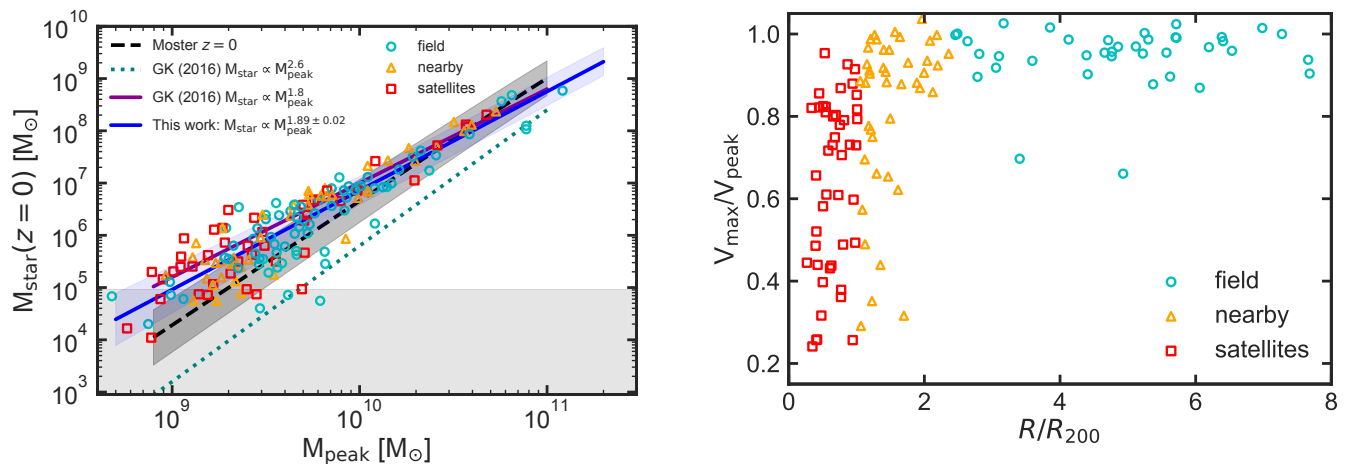 10^10
10^9
10^8
10^7
10^6
10^5
10^4
10^3
M_star(z = 0) [M_⊙]
Moster z = 0
GK (2016) M_star ∝ M_peak^2.6
GK (2016) M_star ∝ M_peak^1.8
This work: M_star ∝ M_peak^1.89 ± 0.02
field
nearby
satellites
10^9 10^10 10^11
M_peak [M_⊙]
1.0
0.8
0.6
0.4
0.2
V_max/V_peak
field
nearby
satellites
0 2 4 6 8
R/R_200